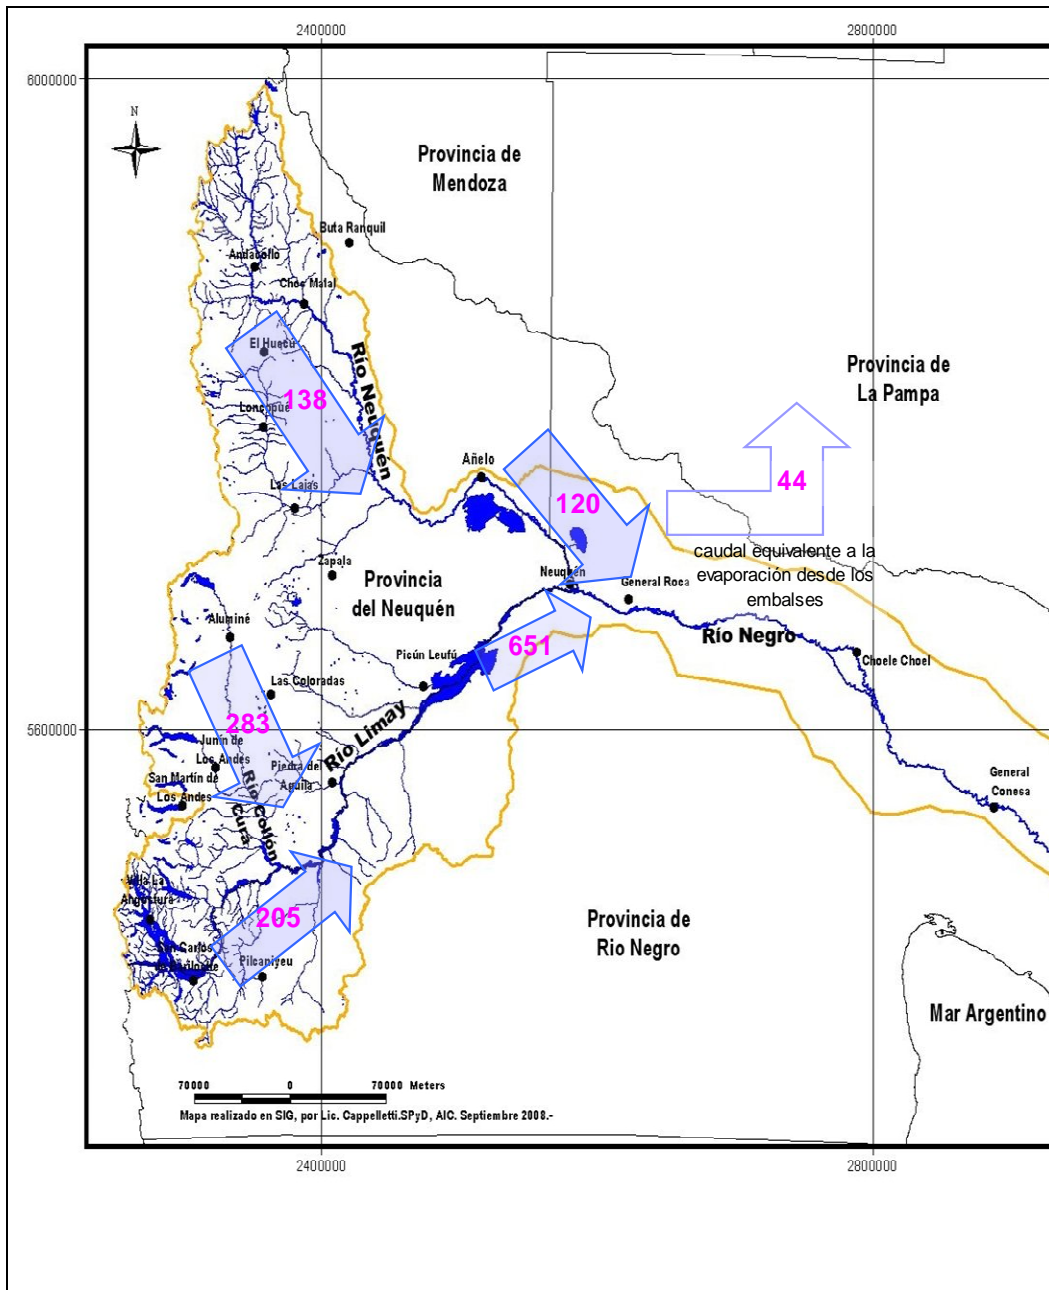 2400000
2800000
6000000
N
Provincia de
Mendoza
Buta Ranquil
Andacollo
Chos Malal
El Huecú
Río Neuquén
Provincia de
La Pampa
138
Loncopué
Añelo
Las Lajas
120
44
caudal equivalente a la
evaporación desde los
embalses
Zapala
Provincia
del Neuquén
Neuquén
General Roca
Aluminé
Río Negro
651
Picún Leufú
Choele Choel
Las Coloradas
283
Río Limay
5600000
Junín de
Los Andes
Piedra del
Aguila
San Martín de
Los Andes
General
Conesa
Río Collón
Curá
Villa La
Angostura
205
Provincia de
Rio Negro
San Carlos
de Bariloche
Pilcaniyeu
Mar Argentino
70000 0 70000 Meters
Mapa realizado en SIG, por Lic. Cappelletti.SPyD, AIC. Septiembre 2008.-
2400000
2800000